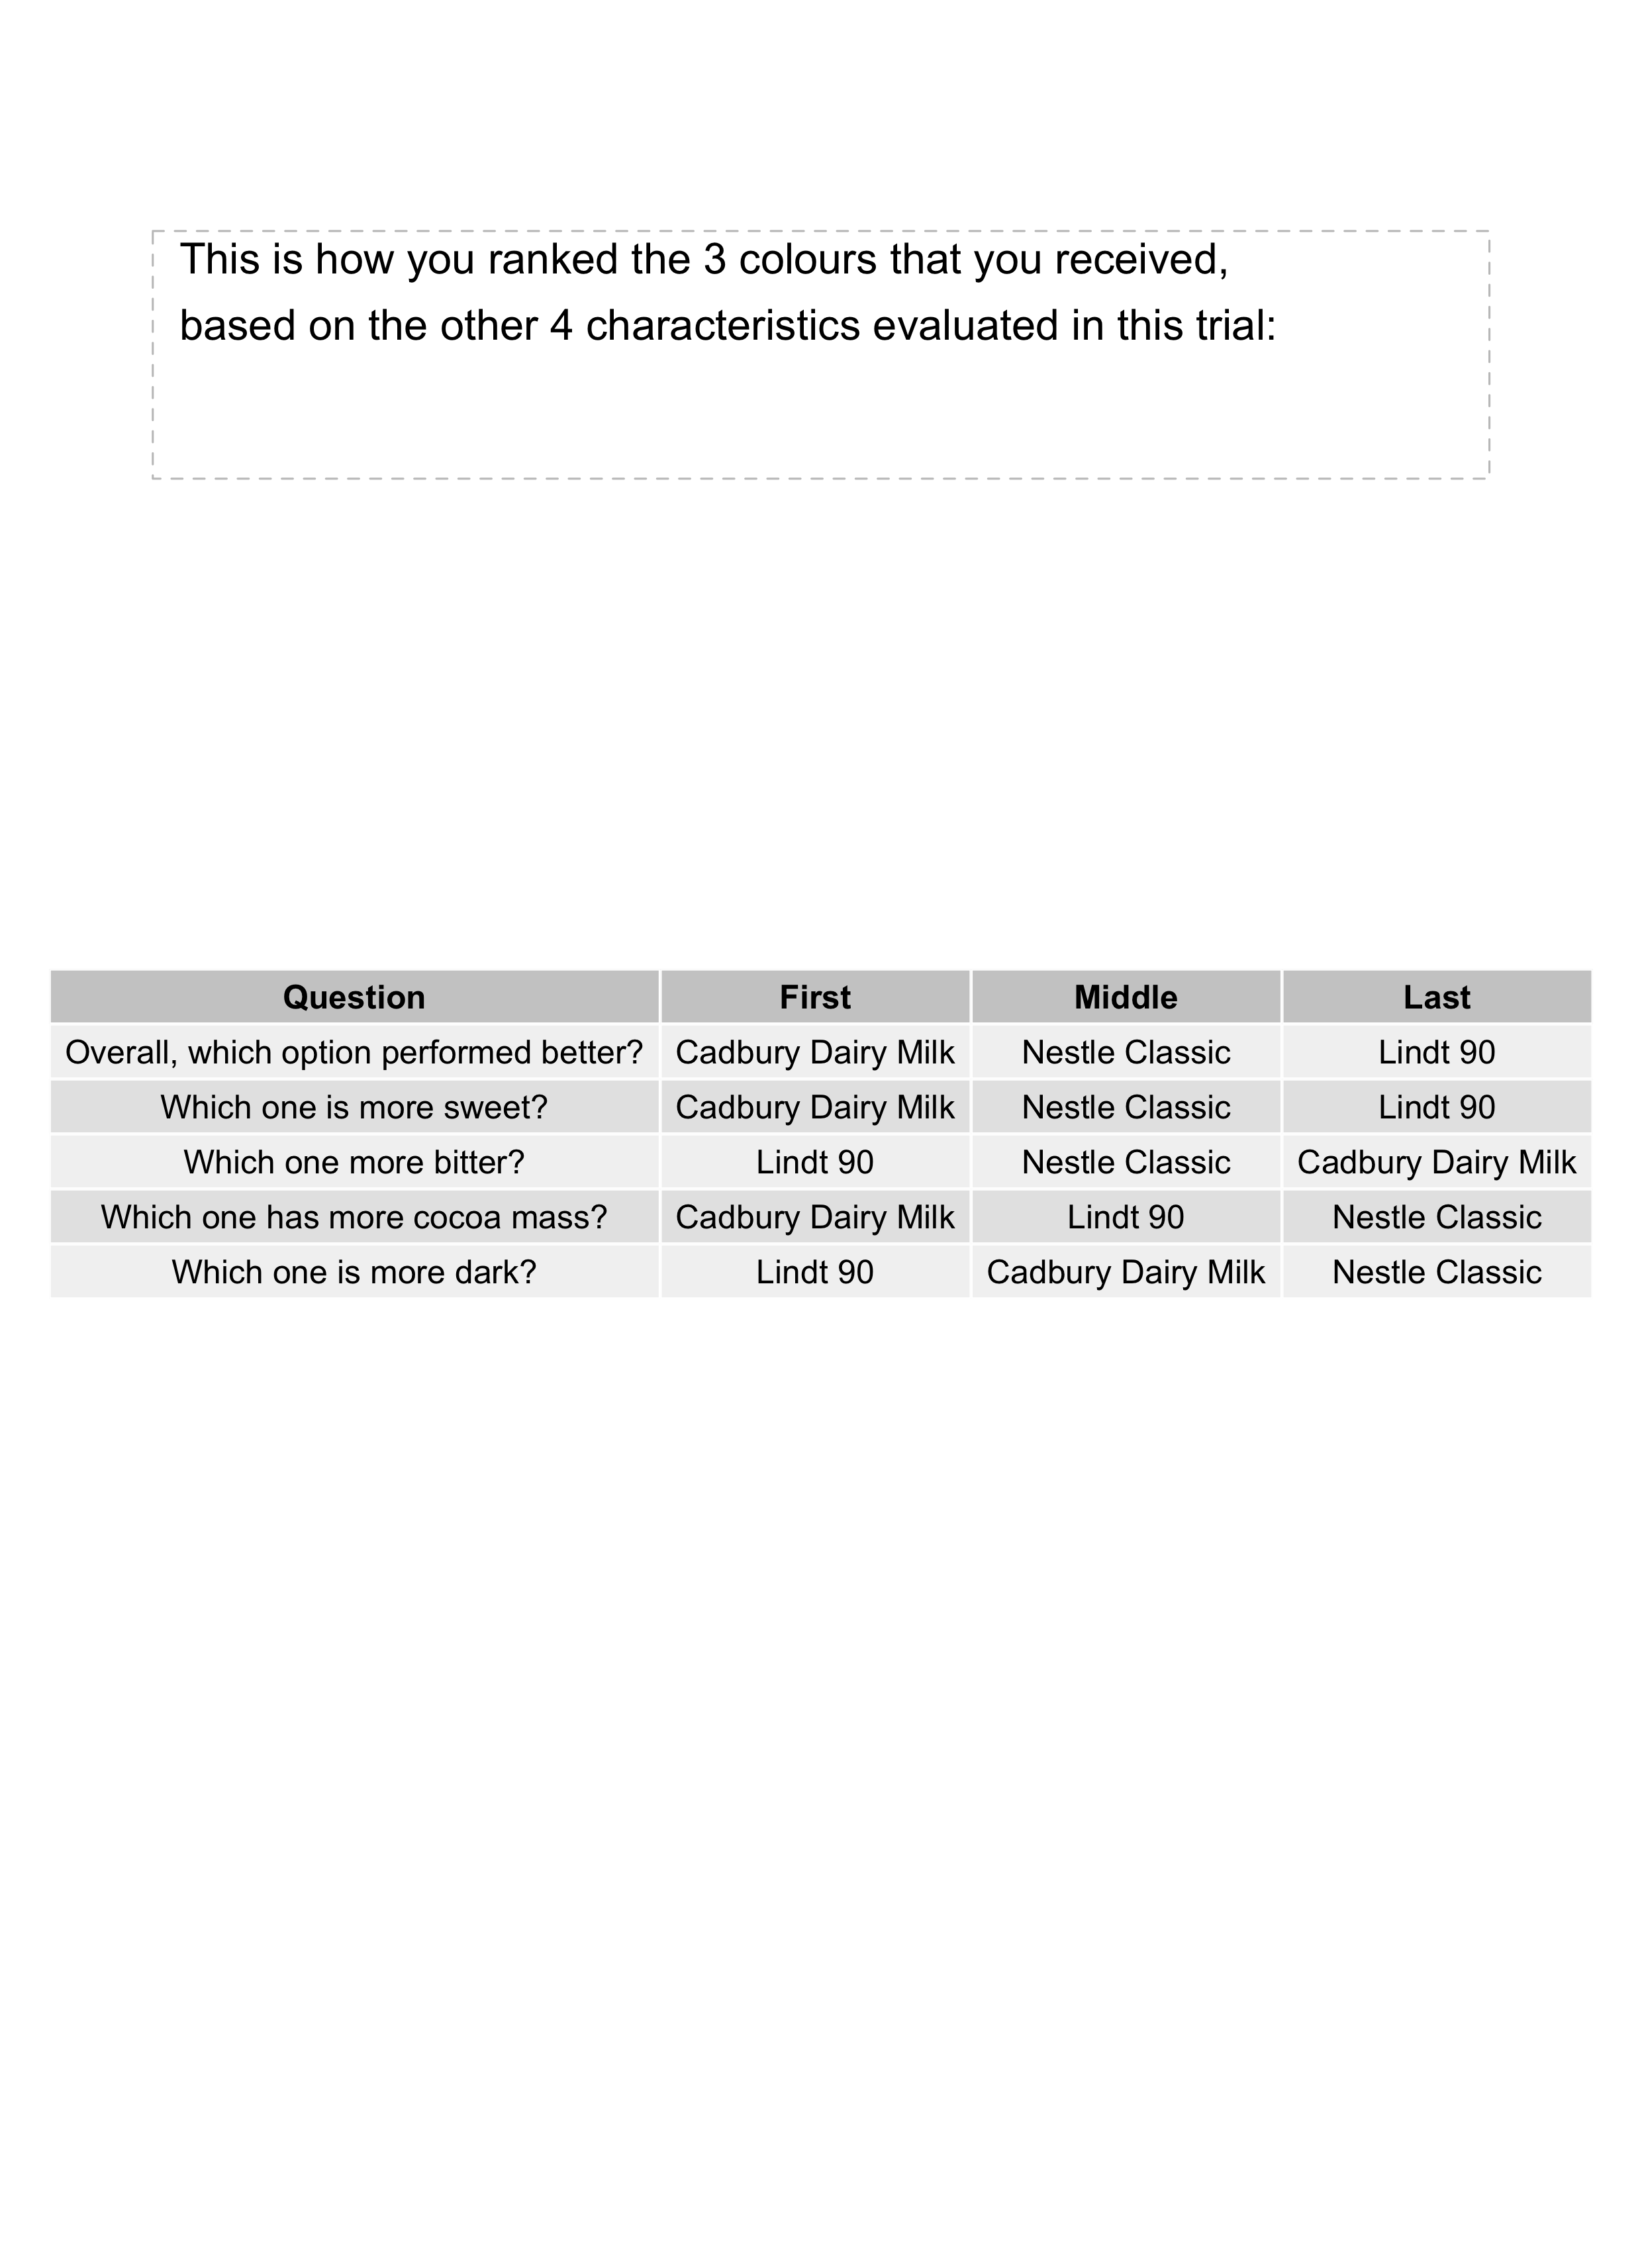 This is how you ranked the 3 colours that you received,
based on the other 4 characteristics evaluated in this trial:
Question First Middle Last
Overall, which option performed better? Cadbury Dairy Milk Nestle Classic Lindt 90
Which one is more sweet? Cadbury Dairy Milk Nestle Classic Lindt 90
Which one more bitter? Lindt 90 Nestle Classic Cadbury Dairy Milk
Which one has more cocoa mass? Cadbury Dairy Milk Lindt 90 Nestle Classic
Which one is more dark? Lindt 90 Cadbury Dairy Milk Nestle Classic